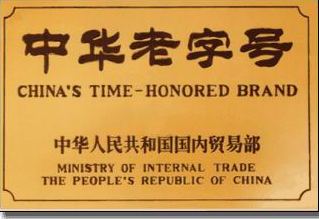 中华老字号
CHINA'S TIME-HONORED BRAND
中华人民共和国国内贸易部
MINISTRY OF INTERNAL TRADE
THE PEOPLE'S REPUBLIC OF CHINA